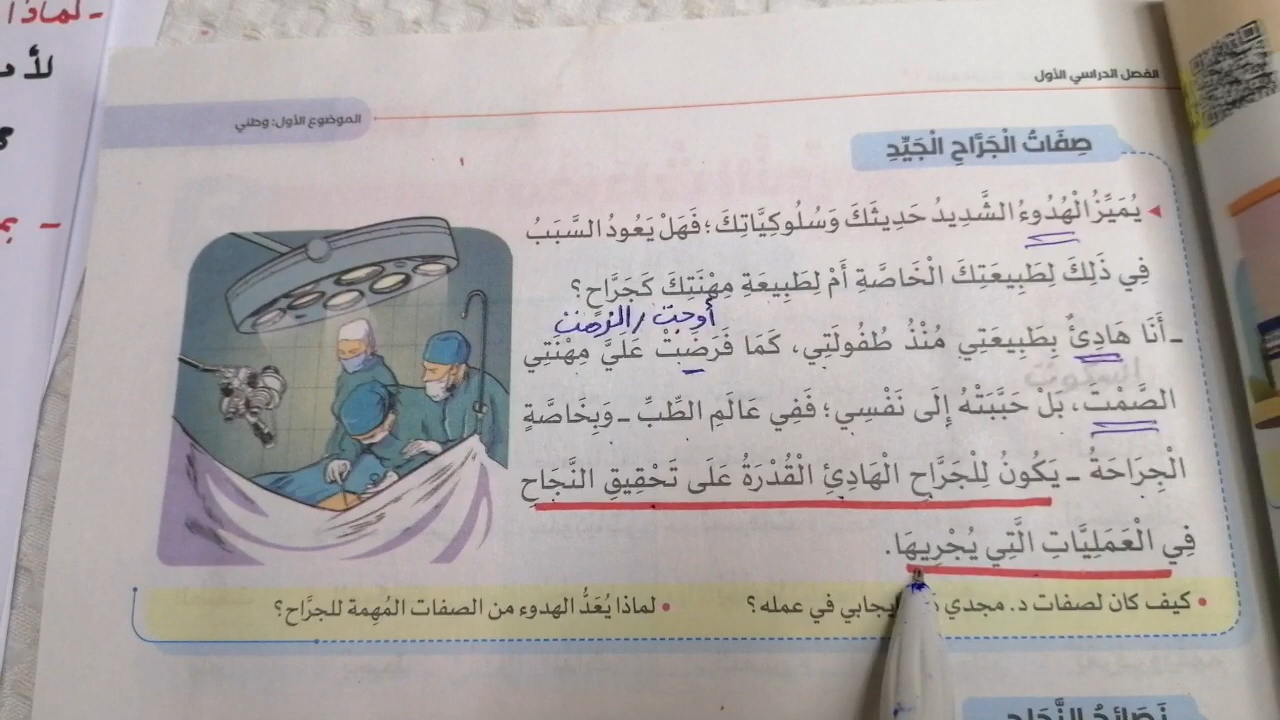 الفصل الدراسي الأول
الموضوع الأول: وطني
صِفَاتُ الْجَرَّاحِ الْجَيِّدِ
يُمَيِّزُ الْهُدُوءُ الشَّدِيدُ حَدِيثَكَ وَسُلُوكِيَّاتِكَ؛ فَهَلْ يَعُودُ السَّبَبُ
فِي ذَلِكَ لِطَبِيعَتِكَ الْخَاصَّةِ أَمْ لِطَبِيعَةِ مِهْنَتِكَ كَجَرَّاحٍ؟
أوجبت / ألزمت
ـ أَنَا هَادِئٌ بِطَبِيعَتِي مُنْذُ طُفُولَتِي، كَمَا فَرَضَتْ عَلَيَّ مِهْنَتِي
الصَّمْتَ، بَلْ حَبَّبَتْهُ إِلَى نَفْسِي؛ فَفِي عَالَمِ الطِّبِّ ـ وَبِخَاصَّةٍ
الْجِرَاحَةُ ـ يَكُونُ لِلْجَرَّاحِ الْهَادِئِ الْقُدْرَةُ عَلَى تَحْقِيقِ النَّجَاحِ
فِي الْعَمَلِيَّاتِ الَّتِي يُجْرِيهَا.
• كيف كان لصفات د. مجدي إيجابي في عمله؟
• لماذا يُعَدُّ الهدوء من الصفات المُهِمة للجرَّاح؟
نَصَائِحُ النَّجَاحِ
- لماذا